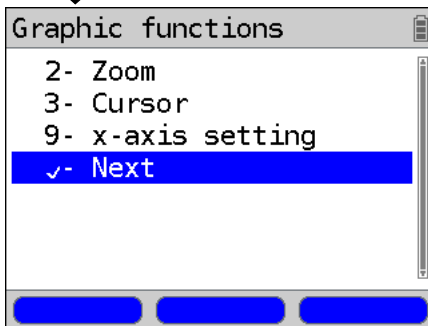 Graphic functions
2- Zoom
3- Cursor
9- x-axis setting
✓- Next